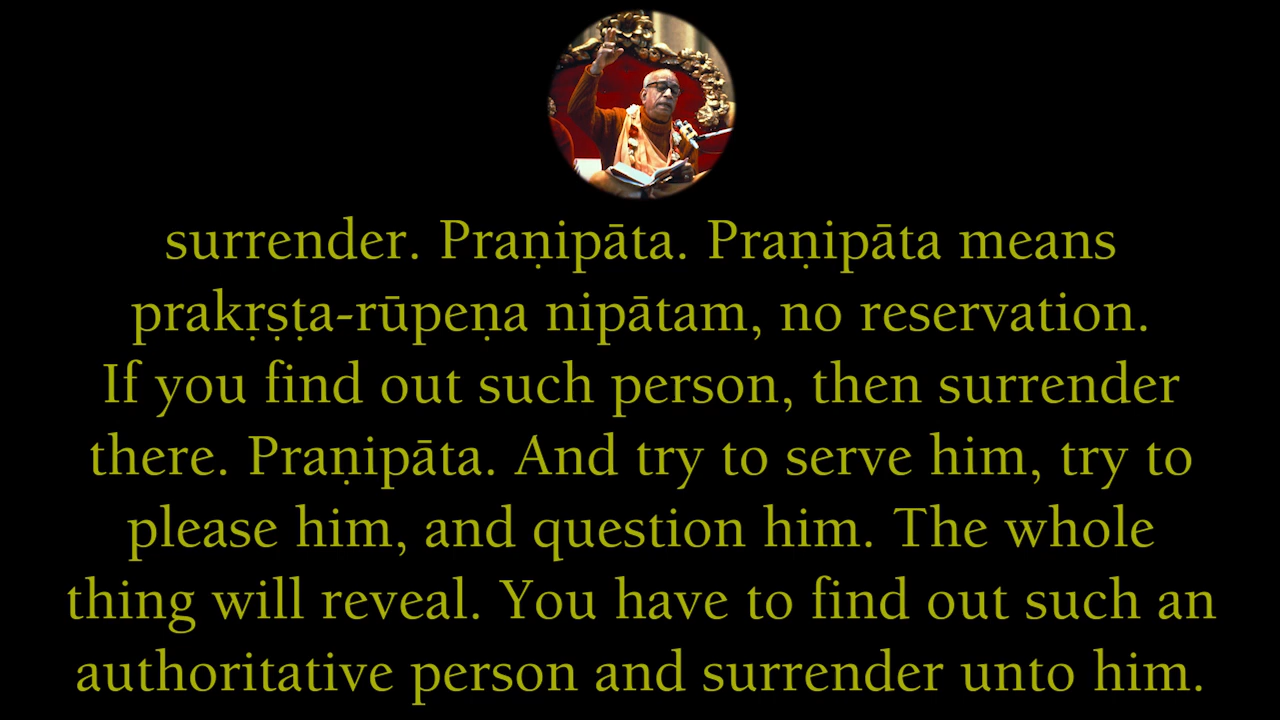 surrender. Praṇipāta. Praṇipāta means
prakṛṣṭa-rūpeṇa nipātam, no reservation.
If you find out such person, then surrender
there. Praṇipāta. And try to serve him, try to
please him, and question him. The whole
thing will reveal. You have to find out such an
authoritative person and surrender unto him.